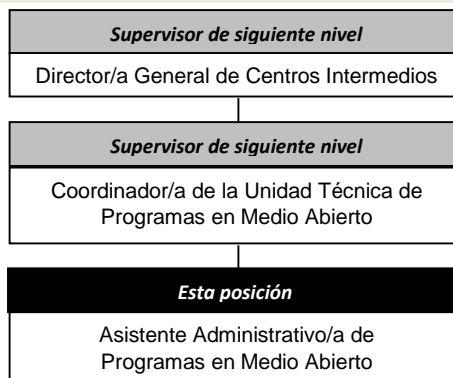 Supervisor de siguiente nivel
Director/a General de Centros Intermedios
Supervisor de siguiente nivel
Coordinador/a de la Unidad Técnica de
Programas en Medio Abierto
Esta posición
Asistente Administrativo/a de
Programas en Medio Abierto